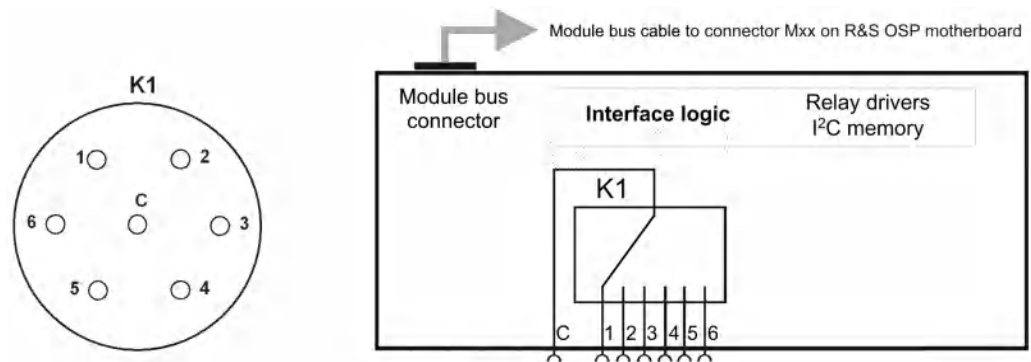 Module bus cable to connector Mxx on R&S OSP motherboard
K1
1
2
C
6
3
5
4
Module bus
connector
Interface logic
Relay drivers
I²C memory
K1
C 1 2 3 4 5 6